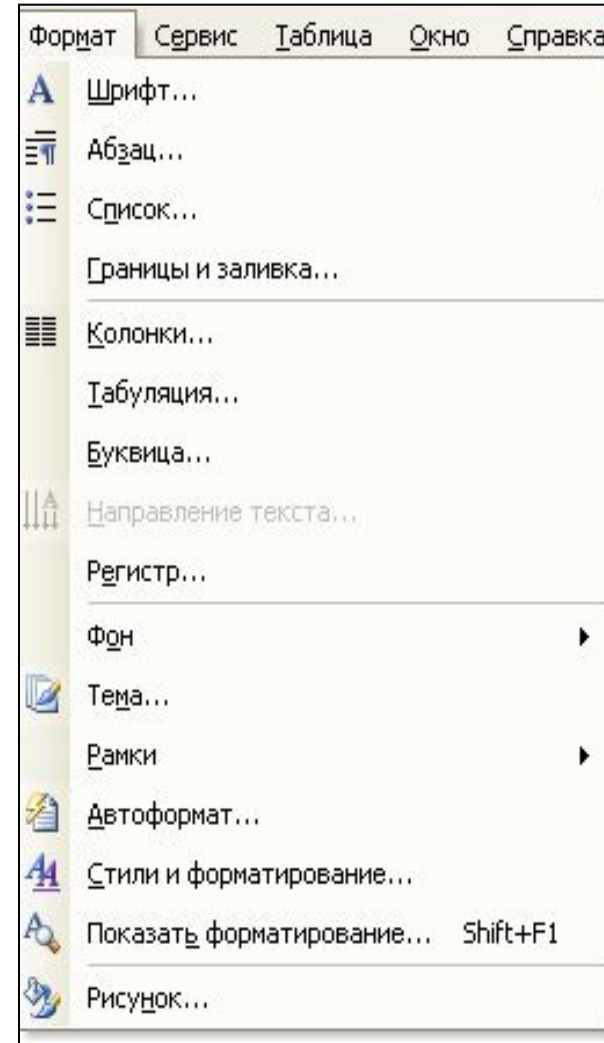 Формат Сервис Таблица Окно Справка
Шрифт...
Абзац...
Список...
Границы и заливка...
Колонки...
Табуляция...
Буквица...
Направление текста...
Регистр...
Фон
Тема...
Рамки
Автоформат...
Стили и форматирование...
Показать форматирование... Shift+F1
Рисунок...